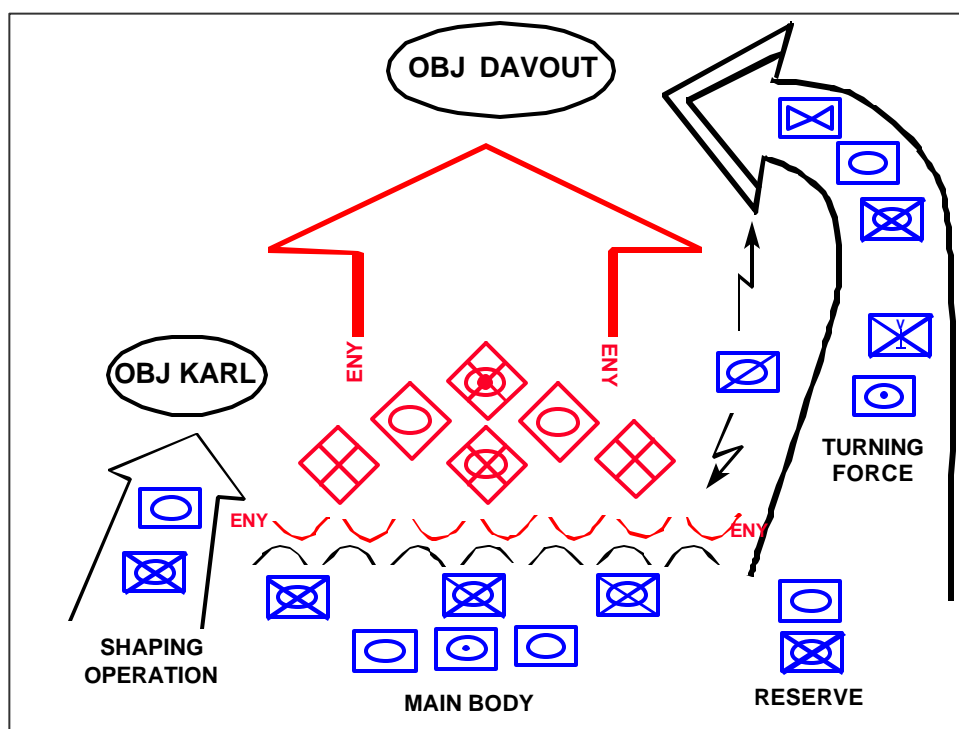 OBJ DAVOUT
ENY
ENY
OBJ KARL
TURNING
FORCE
ENY
ENY
SHAPING
OPERATION
MAIN BODY
RESERVE